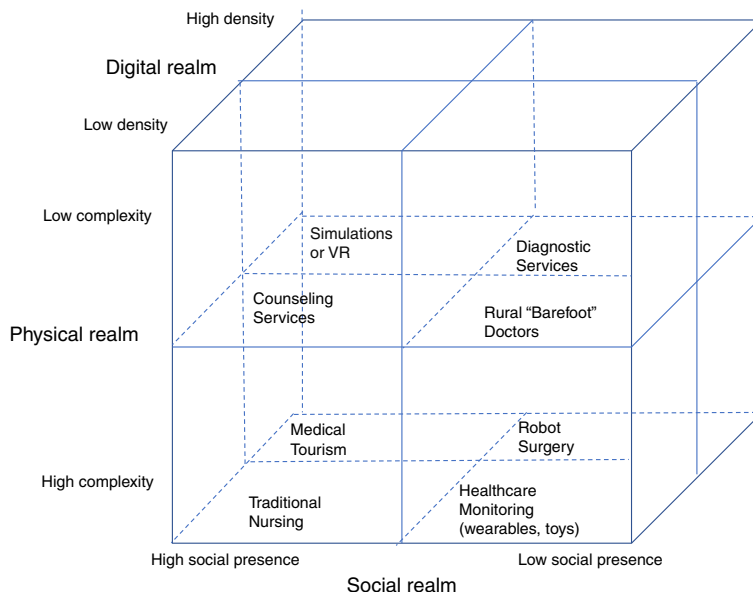 High density
Digital realm
Low density
Low complexity
Simulations
or VR
Diagnostic
Services
Counseling
Services
Rural “Barefoot”
Doctors
Physical realm
Medical
Tourism
Robot
Surgery
High complexity
Traditional
Nursing
Healthcare
Monitoring
(wearables, toys)
High social presence
Low social presence
Social realm